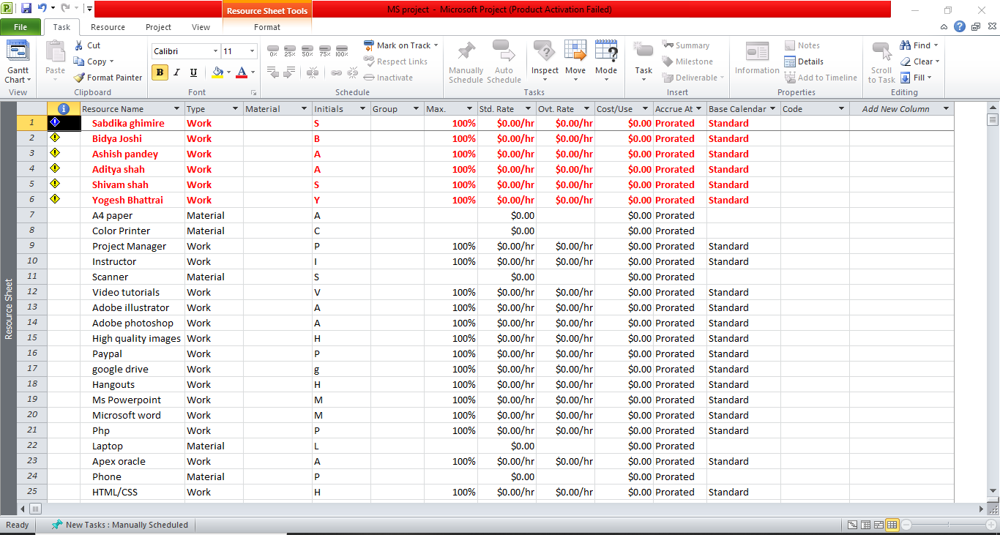 Resource Sheet Tools MS project - Microsoft Project (Product Activation Failed)
File Task Resource Project View Format
Gantt Chart Paste Cut Copy Format Painter Calibri 11 B I U 0% 25% 50% 75% 100% Mark on Track Respect Links Inactivate Manually Schedule Auto Schedule Inspect Move Mode Task Summary Milestone Deliverable Information Notes Details Add to Timeline Scroll to Task Find Clear Fill
View Clipboard Font Schedule Tasks Insert Properties Editing
Resource Name Type Material Initials Group Max. Std. Rate Ovt. Rate Cost/Use Accrue At Base Calendar Code Add New Column
1 Sabdika ghimire Work S 100% $0.00/hr $0.00/hr $0.00 Prorated Standard
2 Bidya Joshi Work B 100% $0.00/hr $0.00/hr $0.00 Prorated Standard
3 Ashish pandey Work A 100% $0.00/hr $0.00/hr $0.00 Prorated Standard
4 Aditya shah Work A 100% $0.00/hr $0.00/hr $0.00 Prorated Standard
5 Shivam shah Work S 100% $0.00/hr $0.00/hr $0.00 Prorated Standard
6 Yogesh Bhattrai Work Y 100% $0.00/hr $0.00/hr $0.00 Prorated Standard
7 A4 paper Material A $0.00 $0.00 Prorated
8 Color Printer Material C $0.00 $0.00 Prorated
9 Project Manager Work P 100% $0.00/hr $0.00/hr $0.00 Prorated Standard
10 Instructor Work I 100% $0.00/hr $0.00/hr $0.00 Prorated Standard
11 Scanner Material S $0.00 $0.00 Prorated
12 Video tutorials Work V 100% $0.00/hr $0.00/hr $0.00 Prorated Standard
13 Adobe illustrator Work A 100% $0.00/hr $0.00/hr $0.00 Prorated Standard
14 Adobe photoshop Work A 100% $0.00/hr $0.00/hr $0.00 Prorated Standard
15 High quality images Work H 100% $0.00/hr $0.00/hr $0.00 Prorated Standard
16 Paypal Work P 100% $0.00/hr $0.00/hr $0.00 Prorated Standard
17 google drive Work g 100% $0.00/hr $0.00/hr $0.00 Prorated Standard
18 Hangouts Work H 100% $0.00/hr $0.00/hr $0.00 Prorated Standard
19 Ms Powerpoint Work M 100% $0.00/hr $0.00/hr $0.00 Prorated Standard
20 Microsoft word Work M 100% $0.00/hr $0.00/hr $0.00 Prorated Standard
21 Php Work P 100% $0.00/hr $0.00/hr $0.00 Prorated Standard
22 Laptop Material L $0.00 $0.00 Prorated
23 Apex oracle Work A 100% $0.00/hr $0.00/hr $0.00 Prorated Standard
24 Phone Material P $0.00 $0.00 Prorated
25 HTML/CSS Work H 100% $0.00/hr $0.00/hr $0.00 Prorated Standard
Resource Sheet
Ready New Tasks : Manually Scheduled